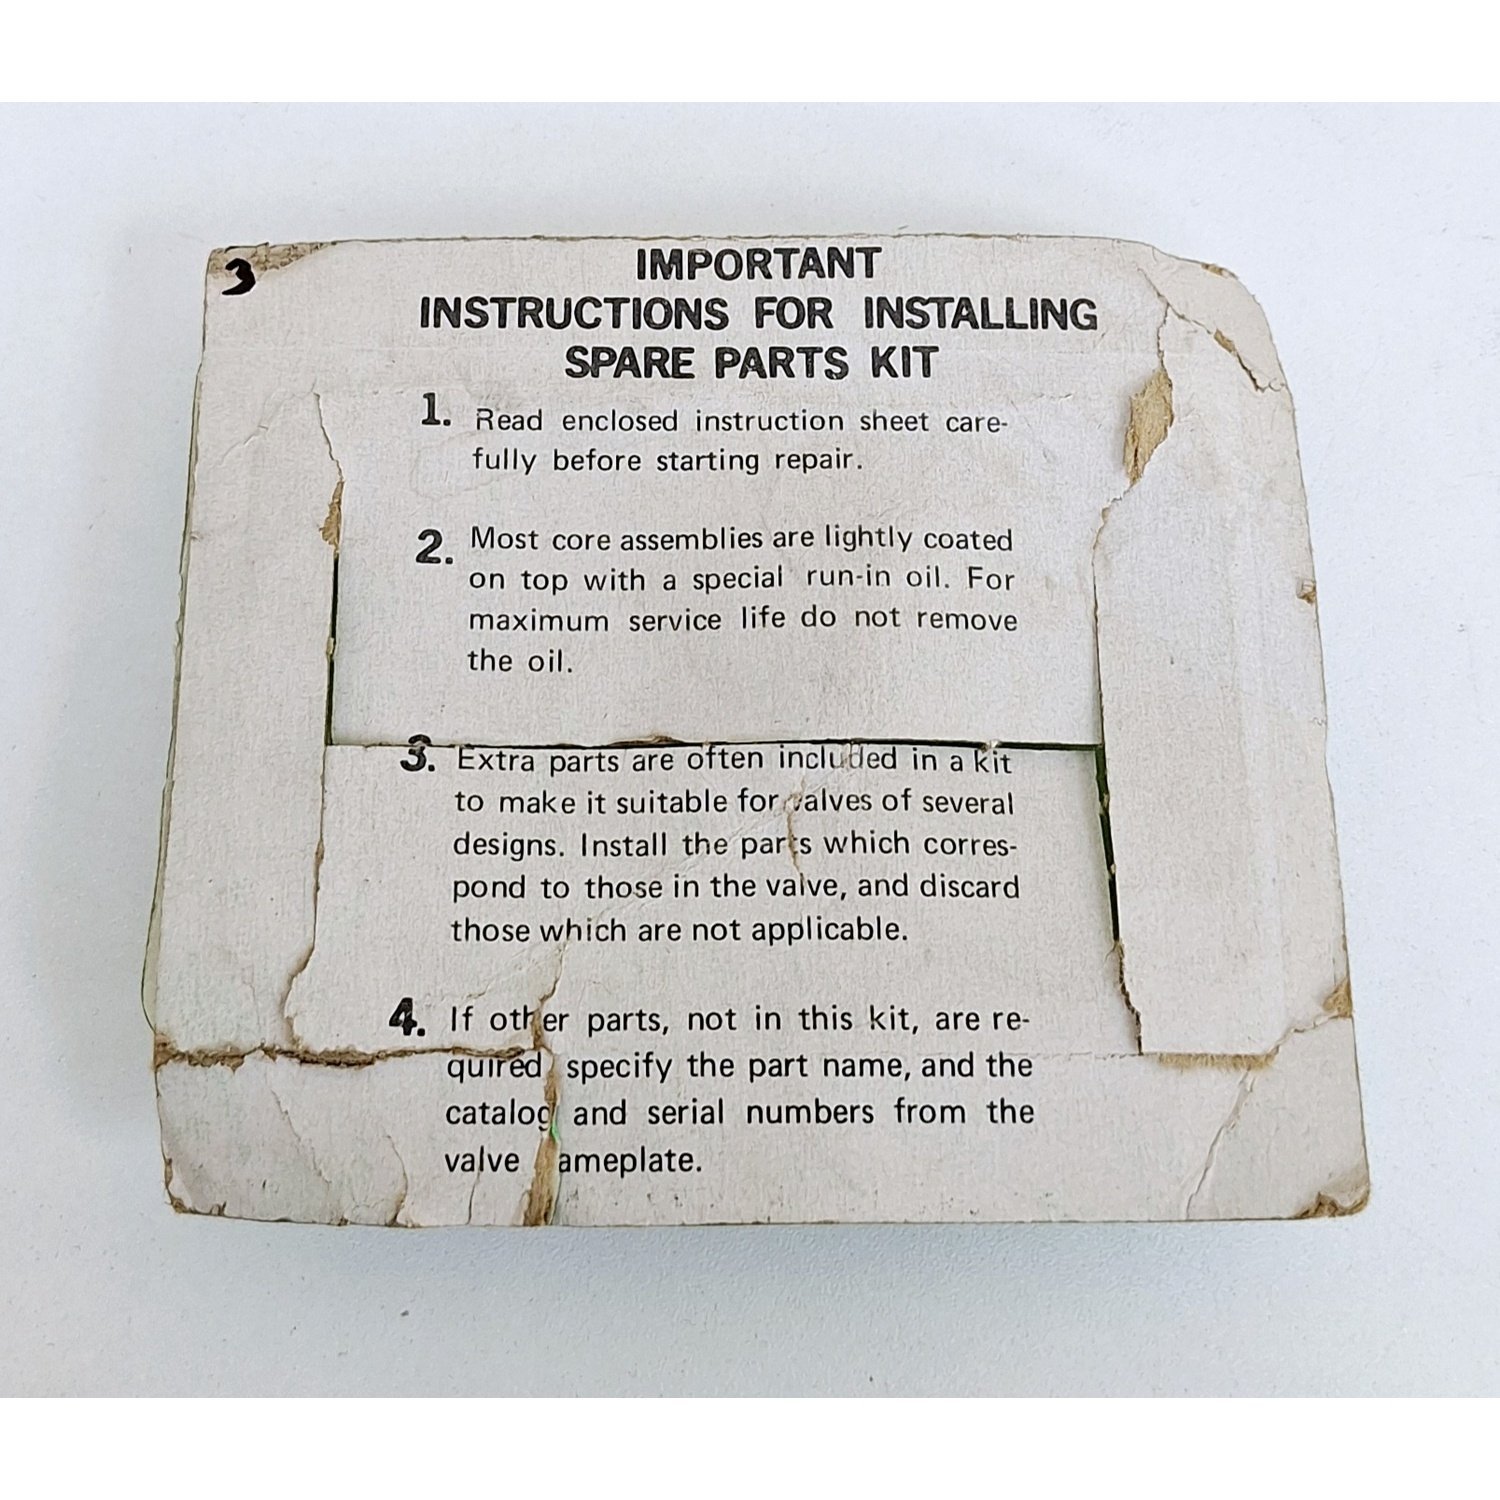 3
IMPORTANT
INSTRUCTIONS FOR INSTALLING
SPARE PARTS KIT
1. Read enclosed instruction sheet care-
fully before starting repair.
2. Most core assemblies are lightly coated
on top with a special run-in oil. For
maximum service life do not remove
the oil.
3. Extra parts are often included in a kit
to make it suitable for valves of several
designs. Install the parts which corres-
pond to those in the valve, and discard
those which are not applicable.
4. If other parts, not in this kit, are re-
quired, specify the part name, and the
catalog and serial numbers from the
valve ameplate.